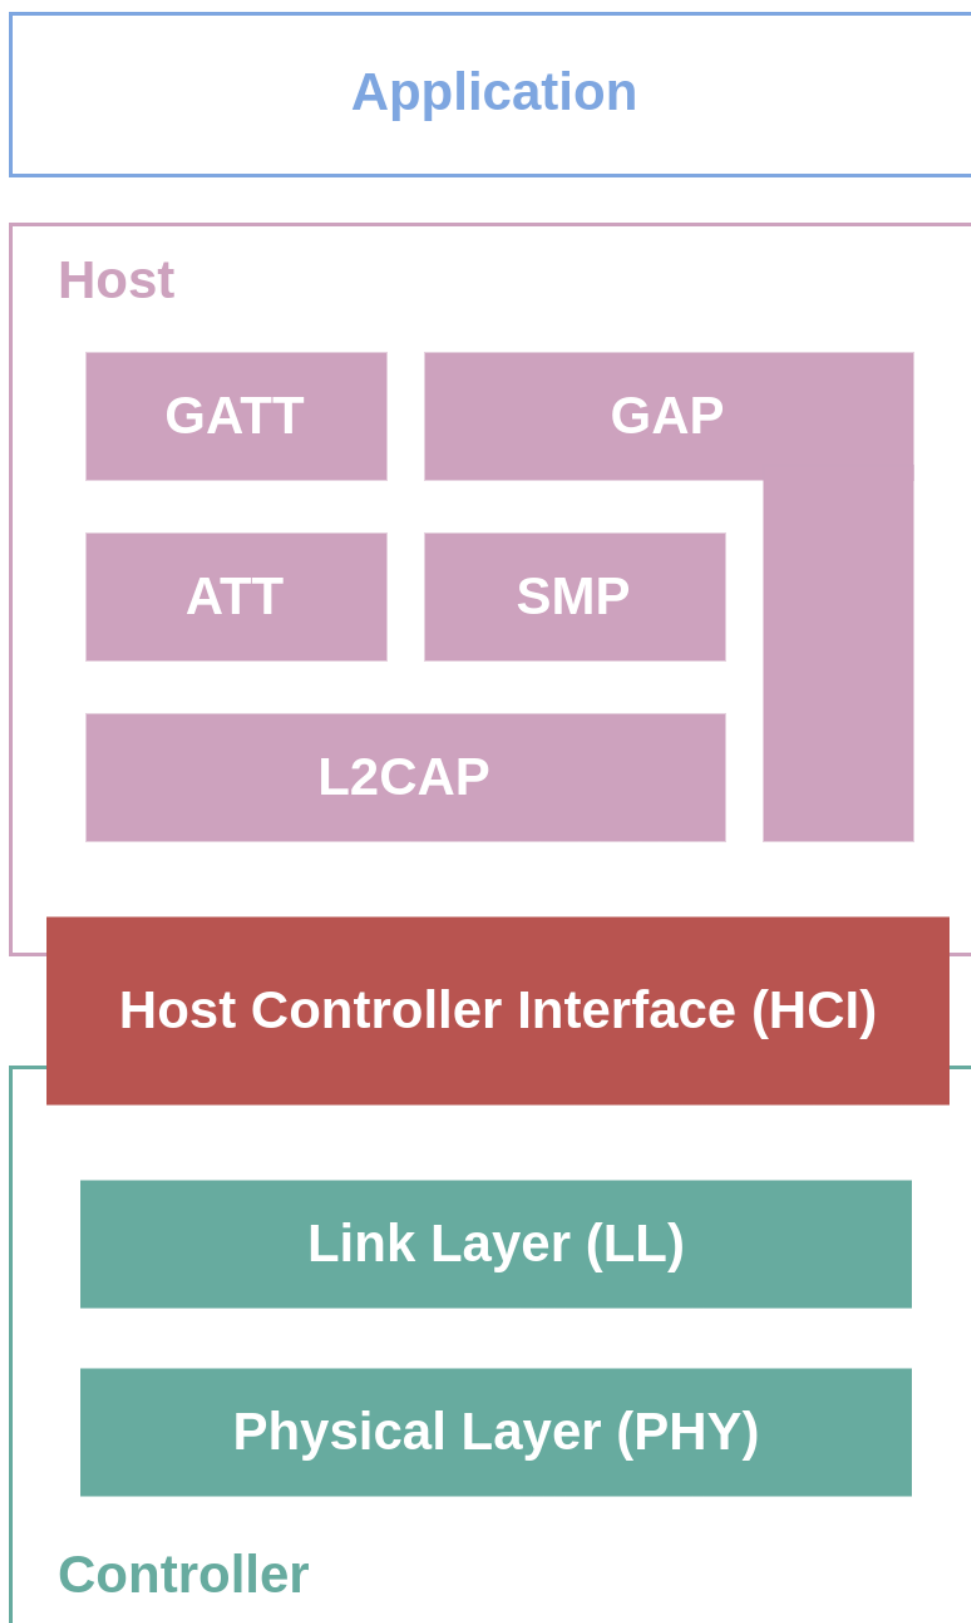 Application
Host
GATT
GAP
ATT
SMP
L2CAP
Host Controller Interface (HCI)
Link Layer (LL)
Physical Layer (PHY)
Controller